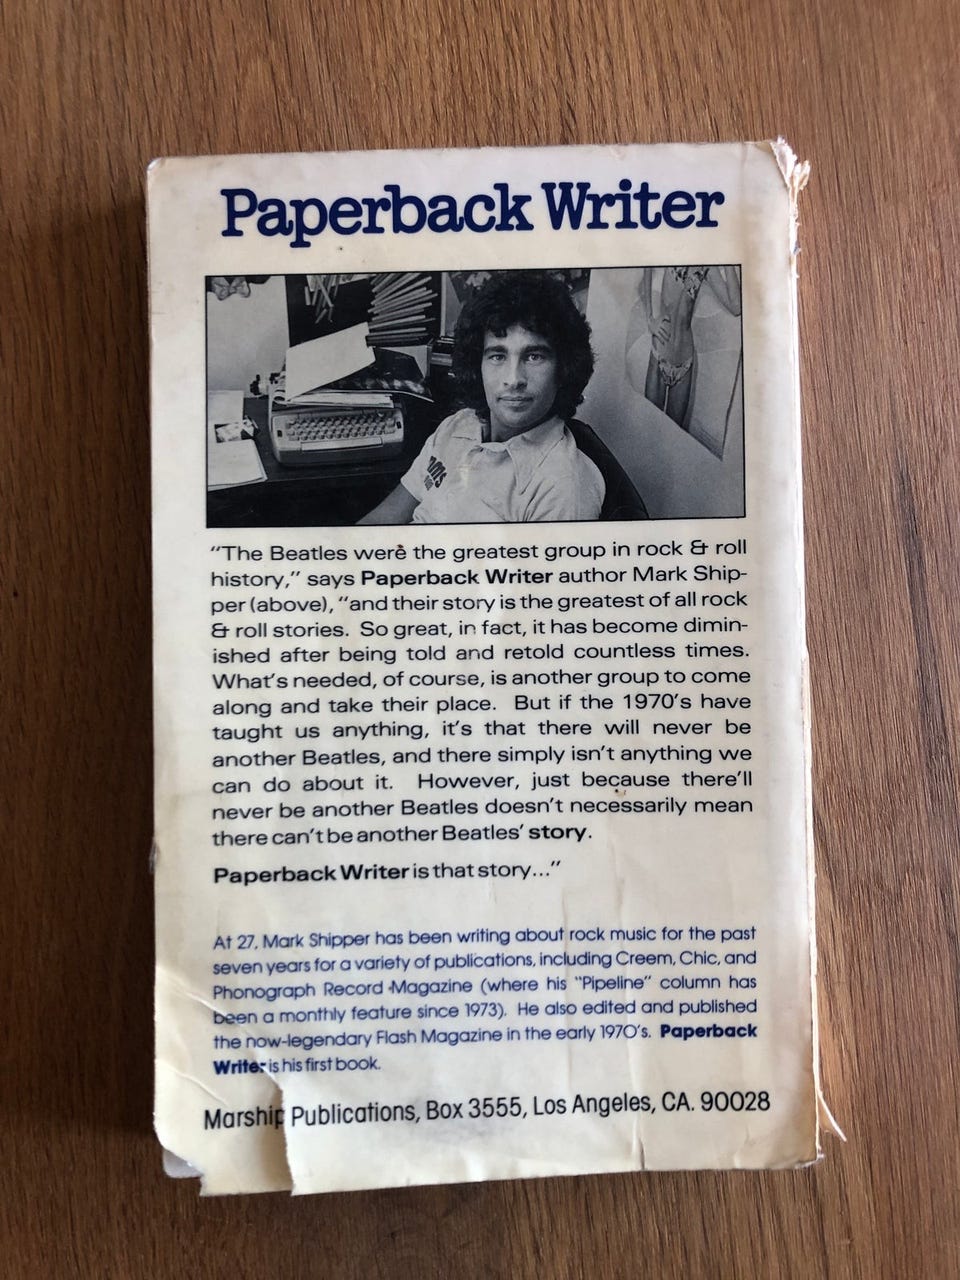 Paperback Writer
"The Beatles were the greatest group in rock & roll
history," says Paperback Writer author Mark Ship-
per (above), "and their story is the greatest of all rock
& roll stories. So great, in fact, it has become dimin-
ished after being told and retold countless times.
What's needed, of course, is another group to come
along and take their place. But if the 1970's have
taught us anything, it's that there will never be
another Beatles, and there simply isn't anything we
can do about it. However, just because there'll
never be another Beatles doesn't necessarily mean
there can't be another Beatles' story.
Paperback Writer is that story..."
At 27, Mark Shipper has been writing about rock music for the past
seven years for a variety of publications, including Creem, Chic, and
Phonograph Record Magazine (where his "Pipeline" column has
been a monthly feature since 1973). He also edited and published
the now-legendary Flash Magazine in the early 1970's. Paperback
Writer is his first book.
Marship Publications, Box 3555, Los Angeles, CA. 90028